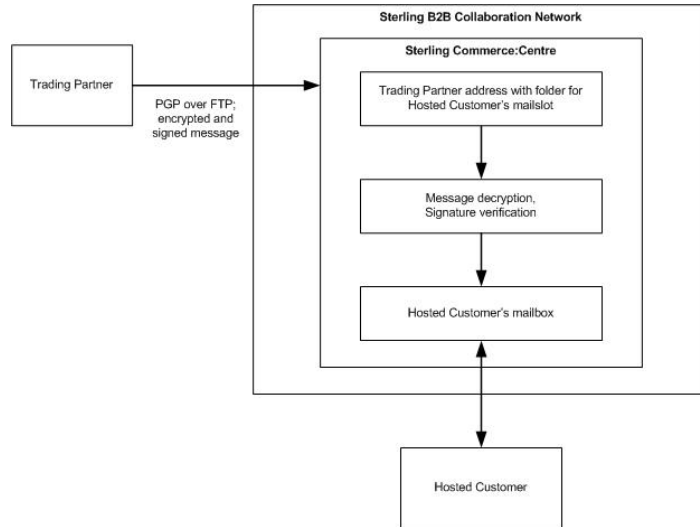 Sterling B2B Collaboration Network
Sterling Commerce:Centre
Trading Partner
PGP over FTP;
encrypted and
signed message
Trading Partner address with folder for
Hosted Customer's mailslot
Message decryption,
Signature verification
Hosted Customer's mailbox
Hosted Customer